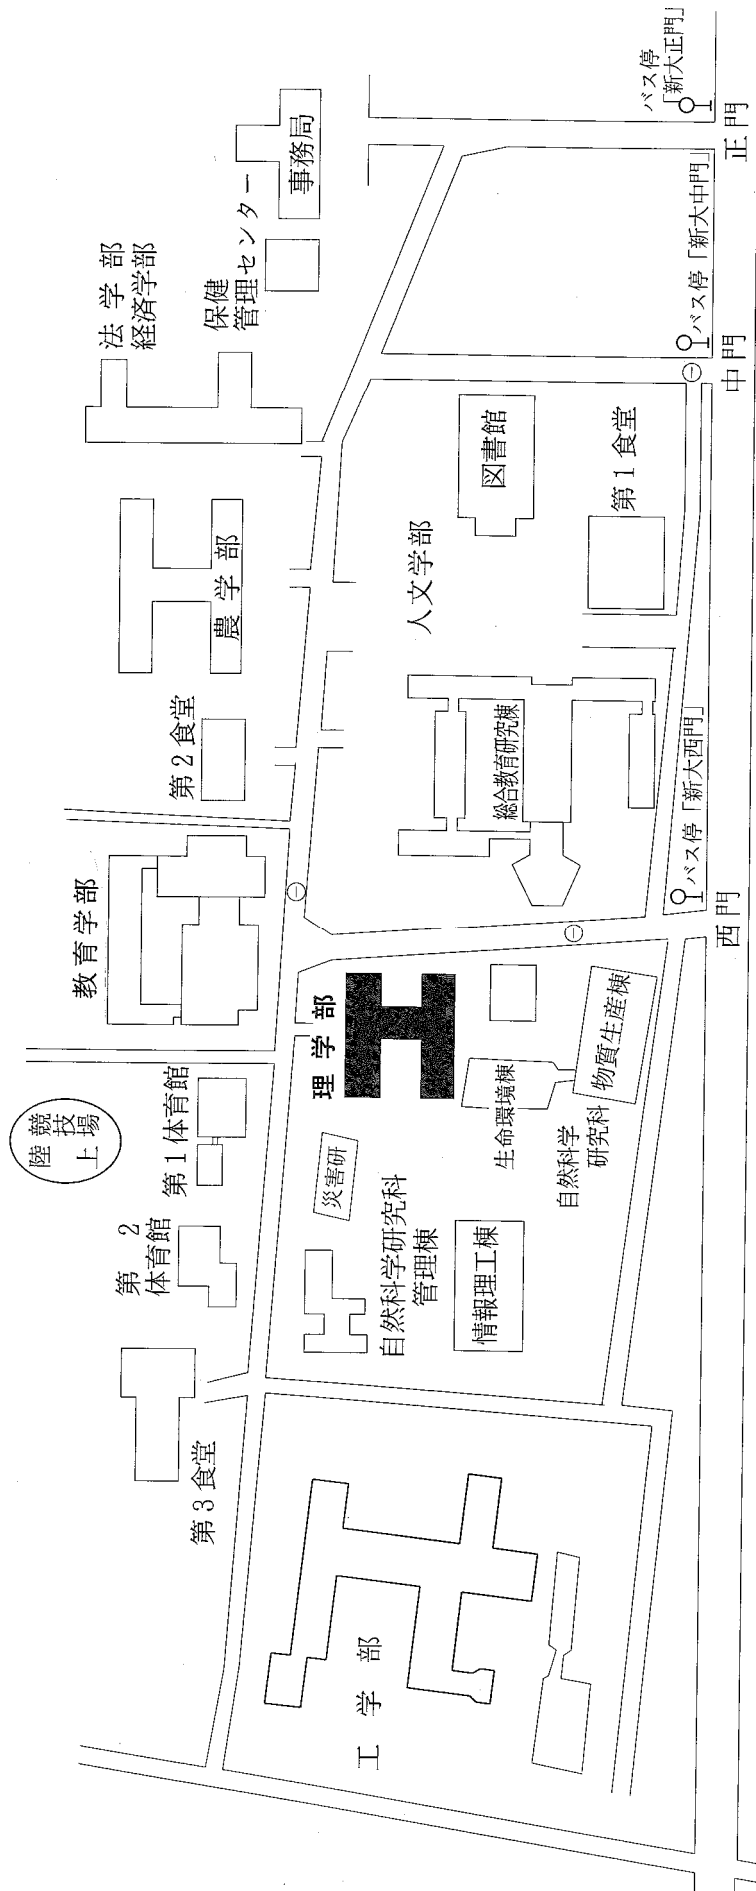 陸上
競技場
第3食堂
第　2
体育館
第1体育館
教育学部
第2食堂
農 学 部
法 学 部
経済学部
保健
管理センター
事務局
工　学　部
自然科学研究科
管理棟
災害研
理 学 部
情報理工棟
生命環境棟
自然科学
研究科
物質生産棟
総合教育研究棟
人文学部
図書館
第1食堂
バス停「新大西門」
西門
バス停「新大中門」
中門
バス停
「新大正門」
正門